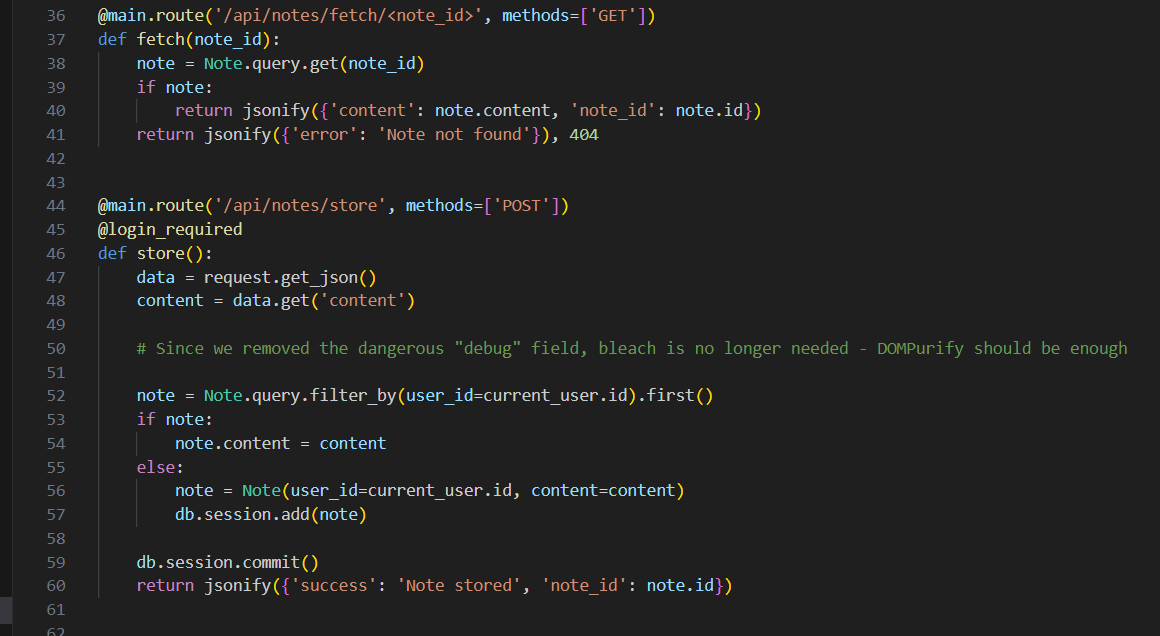 36 @main.route('/api/notes/fetch/<note_id>', methods=['GET'])
37 def fetch(note_id):
38     note = Note.query.get(note_id)
39     if note:
40         return jsonify({'content': note.content, 'note_id': note.id})
41     return jsonify({'error': 'Note not found'}), 404
42
43
44 @main.route('/api/notes/store', methods=['POST'])
45 @login_required
46 def store():
47     data = request.get_json()
48     content = data.get('content')
49
50     # Since we removed the dangerous "debug" field, bleach is no longer needed - DOMPurify should be enough
51
52     note = Note.query.filter_by(user_id=current_user.id).first()
53     if note:
54         note.content = content
55     else:
56         note = Note(user_id=current_user.id, content=content)
57         db.session.add(note)
58
59     db.session.commit()
60     return jsonify({'success': 'Note stored', 'note_id': note.id})
61
62